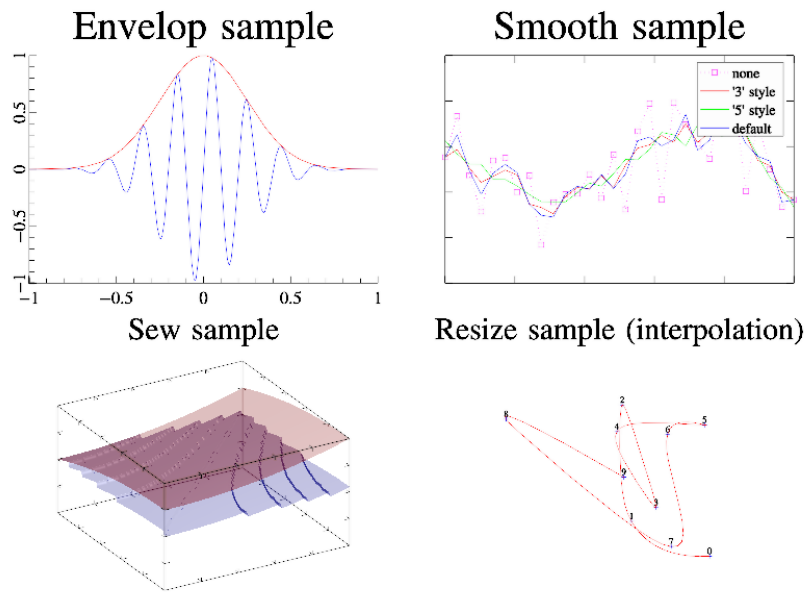 Envelop sample
Smooth sample
none
'3' style
'5' style
default
1
0.5
0
−0.5
−1
−1
−0.5
0
0.5
1
Sew sample
Resize sample (interpolation)
2
8
4
5
6
9
3
1
7
0